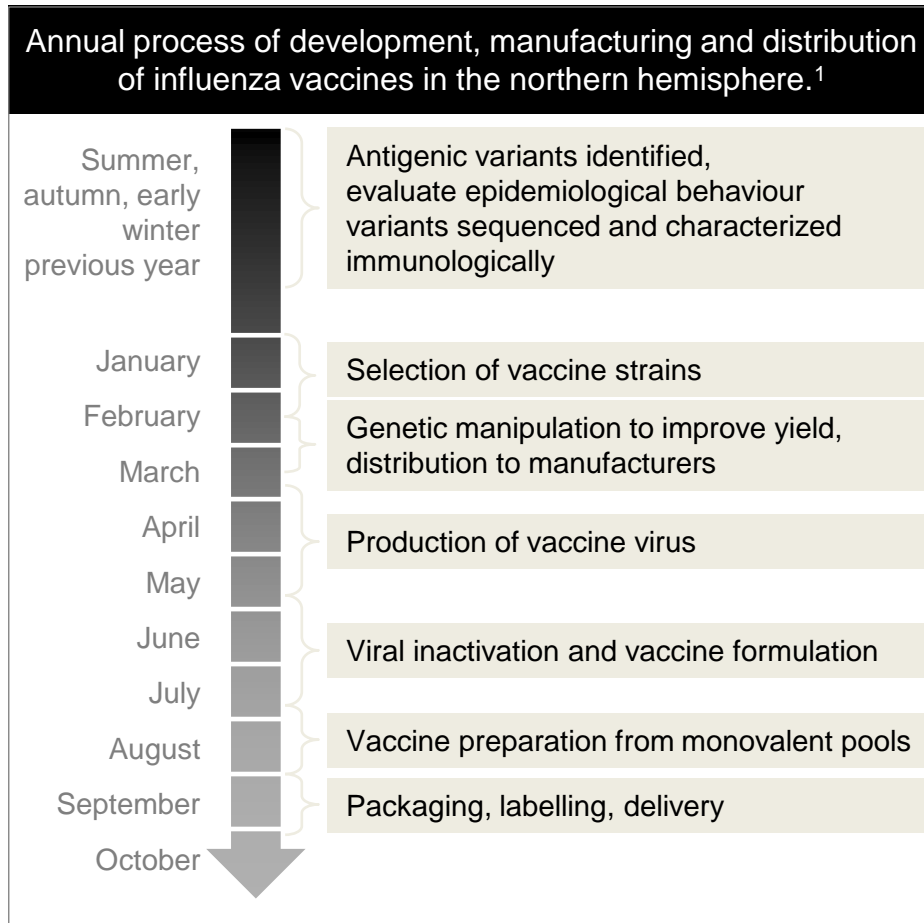 Annual process of development, manufacturing and distribution
of influenza vaccines in the northern hemisphere.1
Summer,
autumn, early
winter
previous year
Antigenic variants identified,
evaluate epidemiological behaviour
variants sequenced and characterized
immunologically
January
Selection of vaccine strains
February
Genetic manipulation to improve yield,
distribution to manufacturers
March
April
Production of vaccine virus
May
June
Viral inactivation and vaccine formulation
July
August
Vaccine preparation from monovalent pools
September
Packaging, labelling, delivery
October